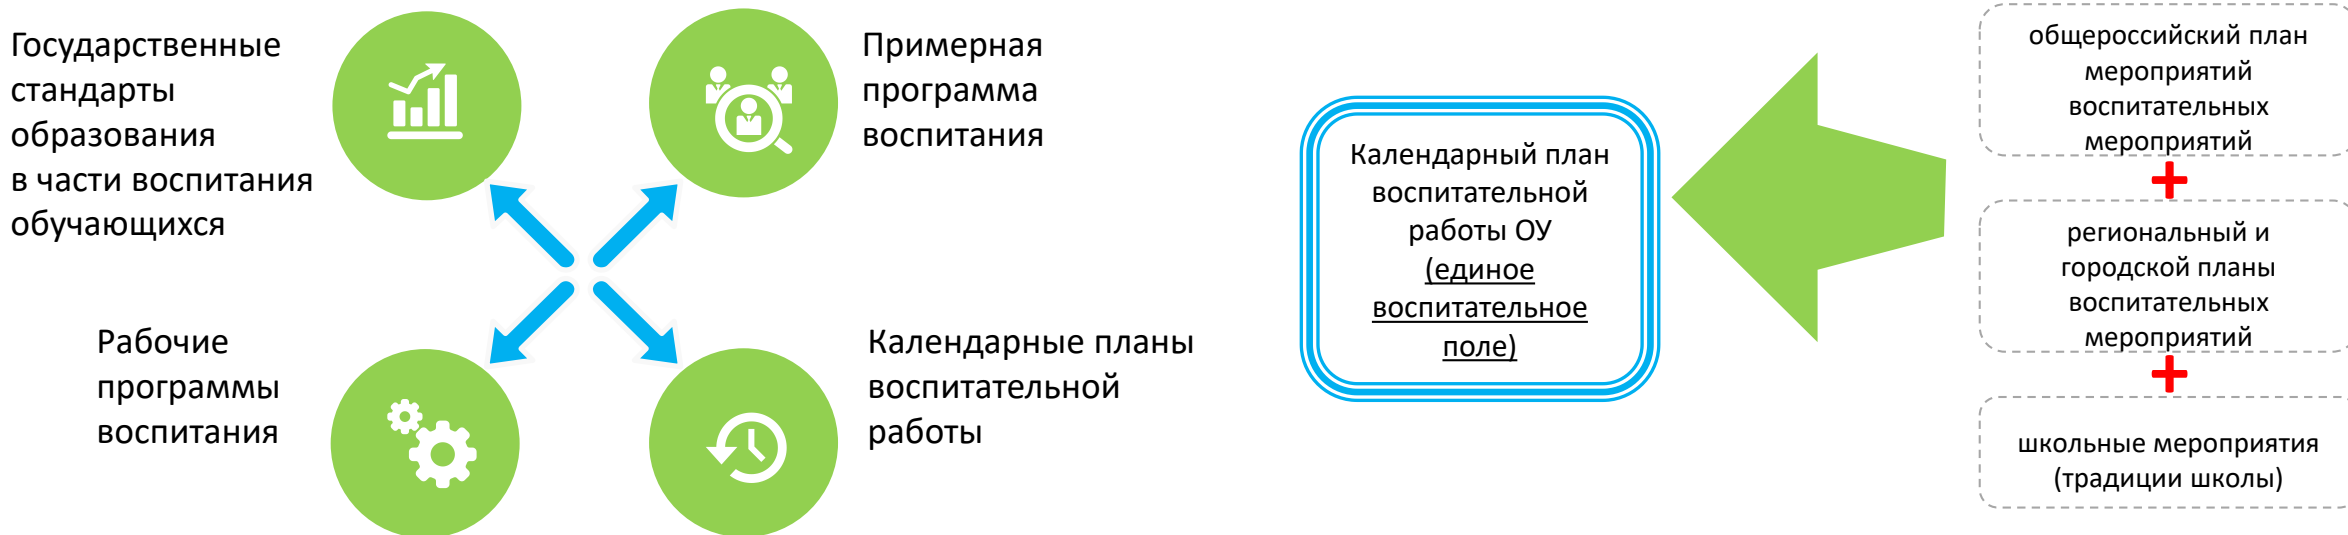 Государственные
стандарты
образования
в части воспитания
обучающихся
Примерная
программа
воспитания
Рабочие
программы
воспитания
Календарные планы
воспитательной
работы
Календарный план
воспитательной
работы ОУ
(единое
воспитательное
поле)
общероссийский план
мероприятий
воспитательных
мероприятий
+
региональный и
городской планы
воспитательных
мероприятий
+
школьные мероприятия
(традиции школы)